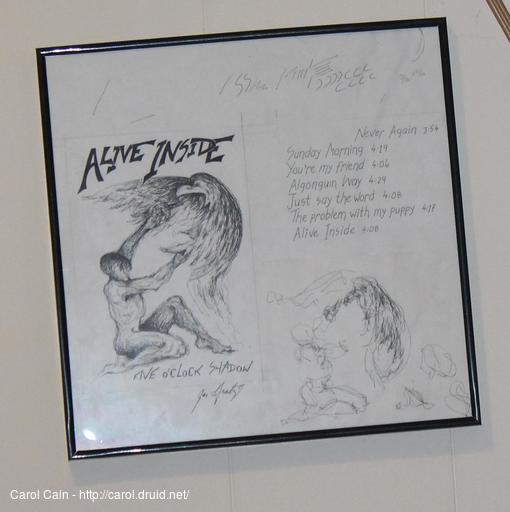 ALIVE INSIDE
FIVE O'CLOCK SHADOW
Never Again 3:54
Sunday Morning 4:19
You're my friend 4:06
Algonquin Way 4:29
Just say the word 4:08
The problem with my puppy 4:17
Alive Inside 4:08
Carol Cain - http://carol.druid.net/